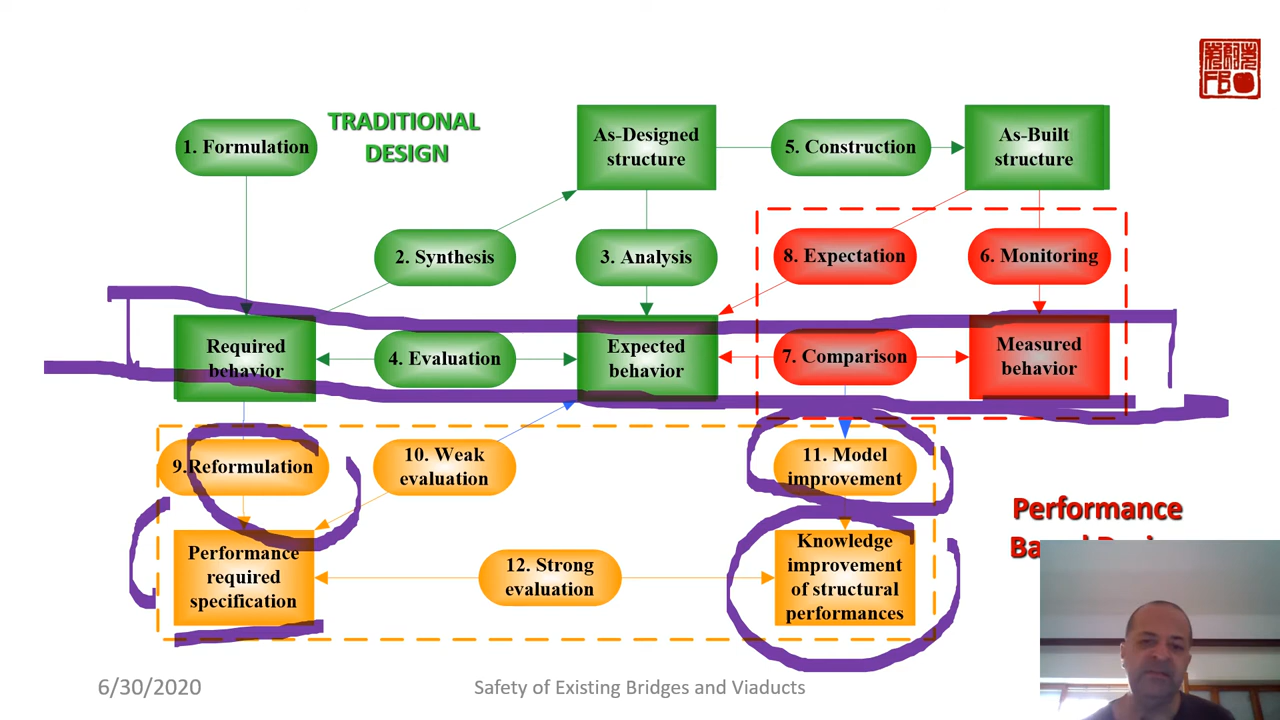 TRADITIONAL
DESIGN
1. Formulation
As-Designed
structure
5. Construction
As-Built
structure
2. Synthesis
3. Analysis
8. Expectation
6. Monitoring
Required
behavior
4. Evaluation
Expected
behavior
7. Comparison
Measured
behavior
9.Reformulation
10. Weak
evaluation
11. Model
improvement
Performance
required
specification
12. Strong
evaluation
Knowledge
improvement
of structural
performances
Performance
6/30/2020
Safety of Existing Bridges and Viaducts